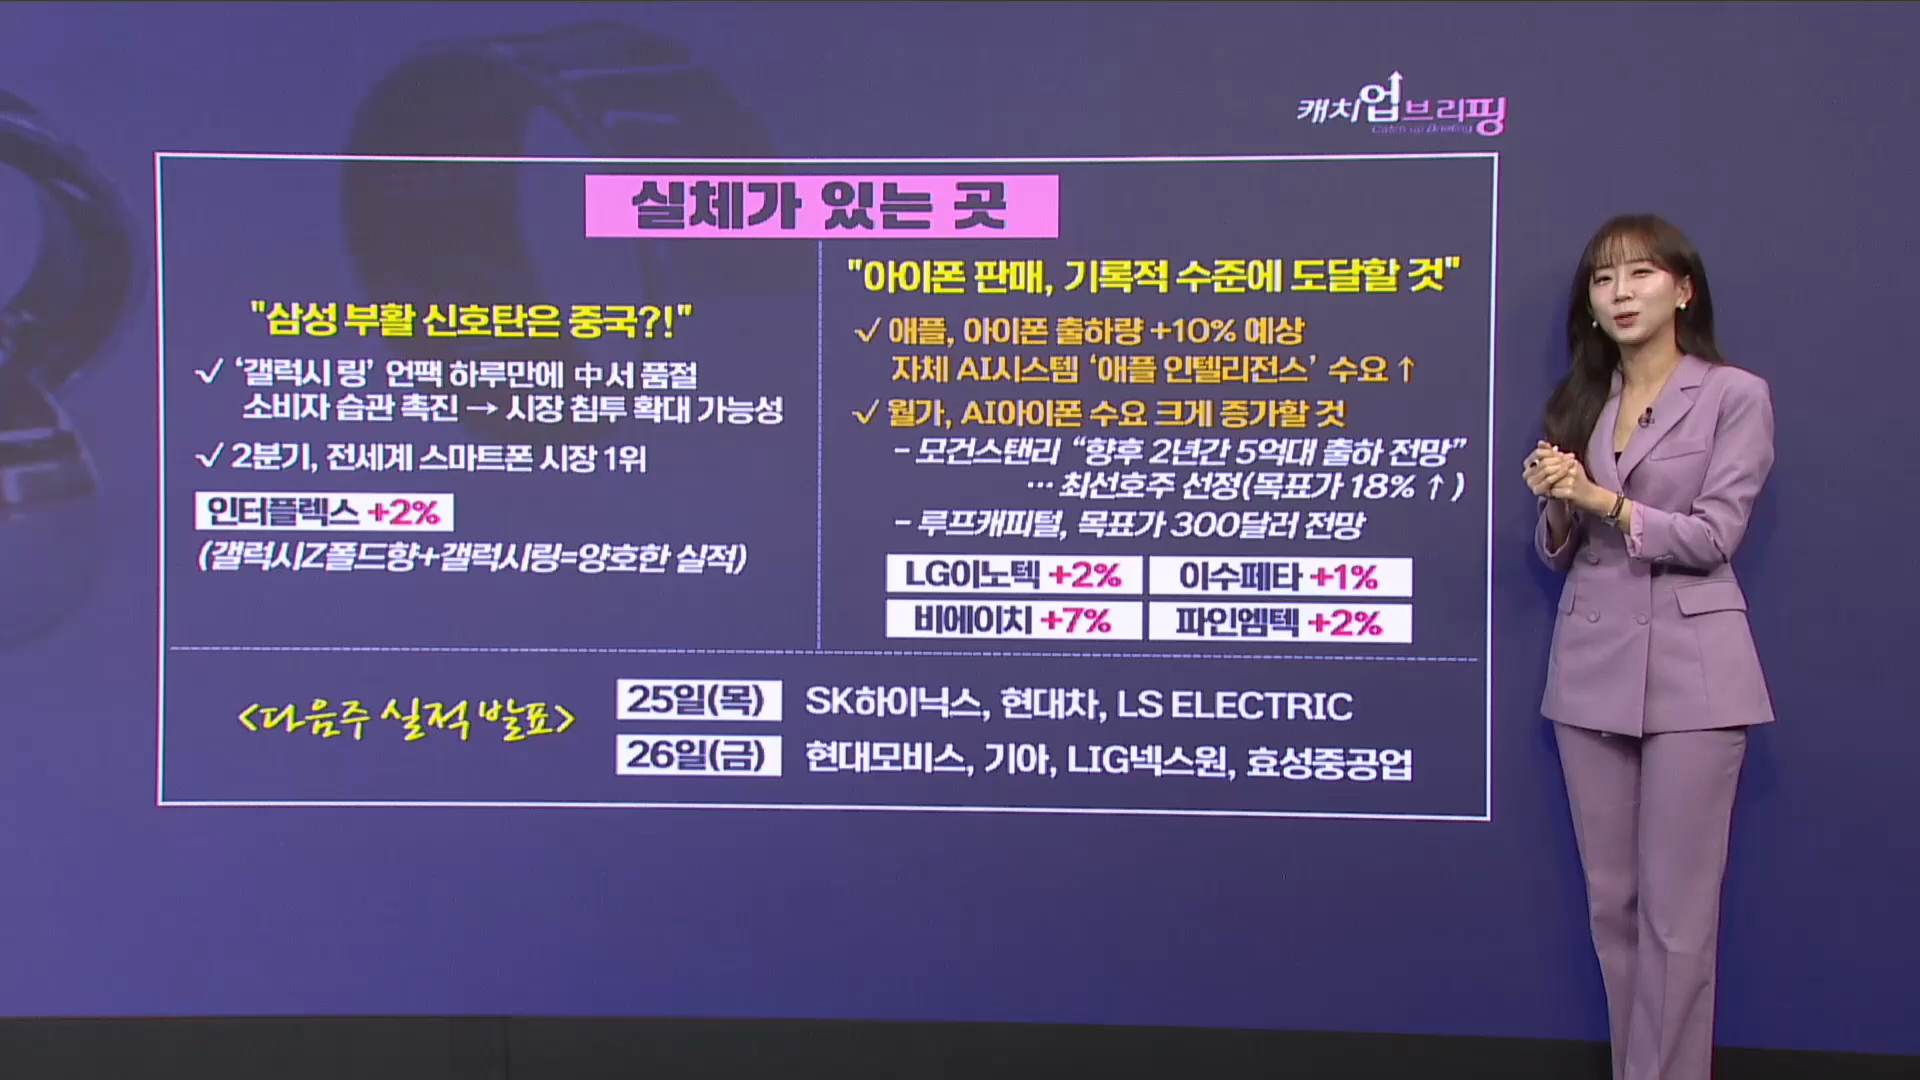 캐치업브리핑
Catch up Briefing
실체가 있는 곳
"삼성 부활 신호탄은 중국?!"
✓ '갤럭시 링' 언팩 하루만에 中서 품절
소비자 습관 촉진 → 시장 침투 확대 가능성
✓ 2분기, 전세계 스마트폰 시장 1위
인터플렉스 +2%
(갤럭시Z폴드향+갤럭시링=양호한 실적)
"아이폰 판매, 기록적 수준에 도달할 것"
✓ 애플, 아이폰 출하량 +10% 예상
자체 AI시스템 '애플 인텔리전스' 수요 ↑
✓ 월가, AI아이폰 수요 크게 증가할 것
- 모건스탠리 "향후 2년간 5억대 출하 전망"
… 최선호주 선정(목표가 18% ↑ )
- 루프캐피털, 목표가 300달러 전망
LG이노텍 +2% 이수페타 +1%
비에이치 +7% 파인엠텍 +2%
<다음주 실적 발표>
25일(목) SK하이닉스, 현대차, LS ELECTRIC
26일(금) 현대모비스, 기아, LIG넥스원, 효성중공업